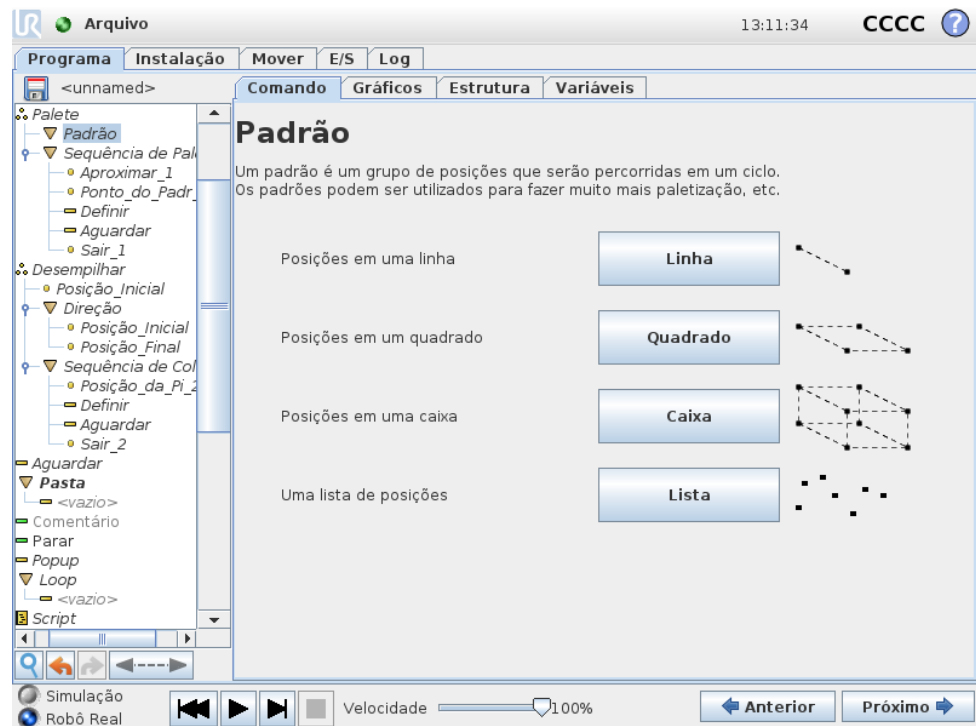 Arquivo
13:11:34
CCCC
?
Programa
Instalação
Mover
E/S
Log
<unnamed>
Comando
Gráficos
Estrutura
Variáveis
Palete
Padrão
Sequência de Pal
Aproximar_1
Ponto_do_Padr_
Definir
Aguardar
Sair_1
Desempilhar
Posição_Inicial
Direção
Posição_Inicial
Posição_Final
Sequência de Col
Posição_da_Pi_2
Definir
Aguardar
Sair_2
Aguardar
Pasta
<vazio>
Comentário
Parar
Popup
Loop
<vazio>
Script
Padrão
Um padrão é um grupo de posições que serão percorridas em um ciclo.
Os padrões podem ser utilizados para fazer muito mais paletização, etc.
Posições em uma linha
Linha
Posições em um quadrado
Quadrado
Posições em uma caixa
Caixa
Uma lista de posições
Lista
Simulação
Robô Real
Velocidade
100%
Anterior
Próximo